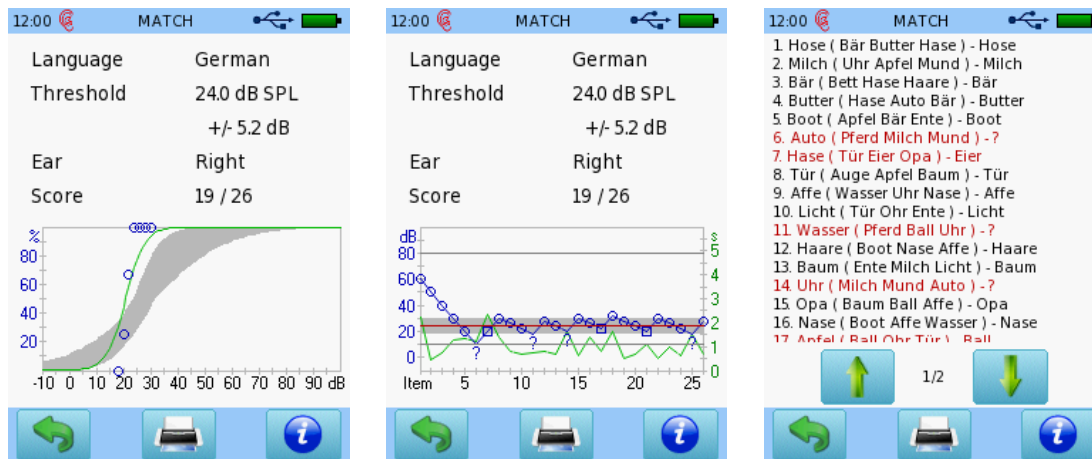 12:00 MATCH
Language German
Threshold 24.0 dB SPL
+/- 5.2 dB
Ear Right
Score 19 / 26
%
80
60
40
20
-10 0 10 20 30 40 50 60 70 80 90 dB
12:00 MATCH
Language German
Threshold 24.0 dB SPL
+/- 5.2 dB
Ear Right
Score 19 / 26
dB s
80 5
60 4
40 3
20 2
0 1
0
? ? ? ?
Item 5 10 15 20 25
12:00 MATCH
1. Hose ( Bär Butter Hase ) - Hose
2. Milch ( Uhr Apfel Mund ) - Milch
3. Bär ( Bett Hase Haare ) - Bär
4. Butter ( Hase Auto Bär ) - Butter
5. Boot ( Apfel Bär Ente ) - Boot
6. Auto ( Pferd Milch Mund ) - ?
7. Hase ( Tür Eier Opa ) - Eier
8. Tür ( Auge Apfel Baum ) - Tür
9. Affe ( Wasser Uhr Nase ) - Affe
10. Licht ( Tür Ohr Ente ) - Licht
11. Wasser ( Pferd Ball Uhr ) - ?
12. Haare ( Boot Nase Affe ) - Haare
13. Baum ( Ente Milch Licht ) - Baum
14. Uhr ( Milch Mund Auto ) - ?
15. Opa ( Baum Ball Affe ) - Opa
16. Nase ( Boot Affe Wasser ) - Nase
17. Apfel ( Ball Ohr Tür ) - Ball
1/2